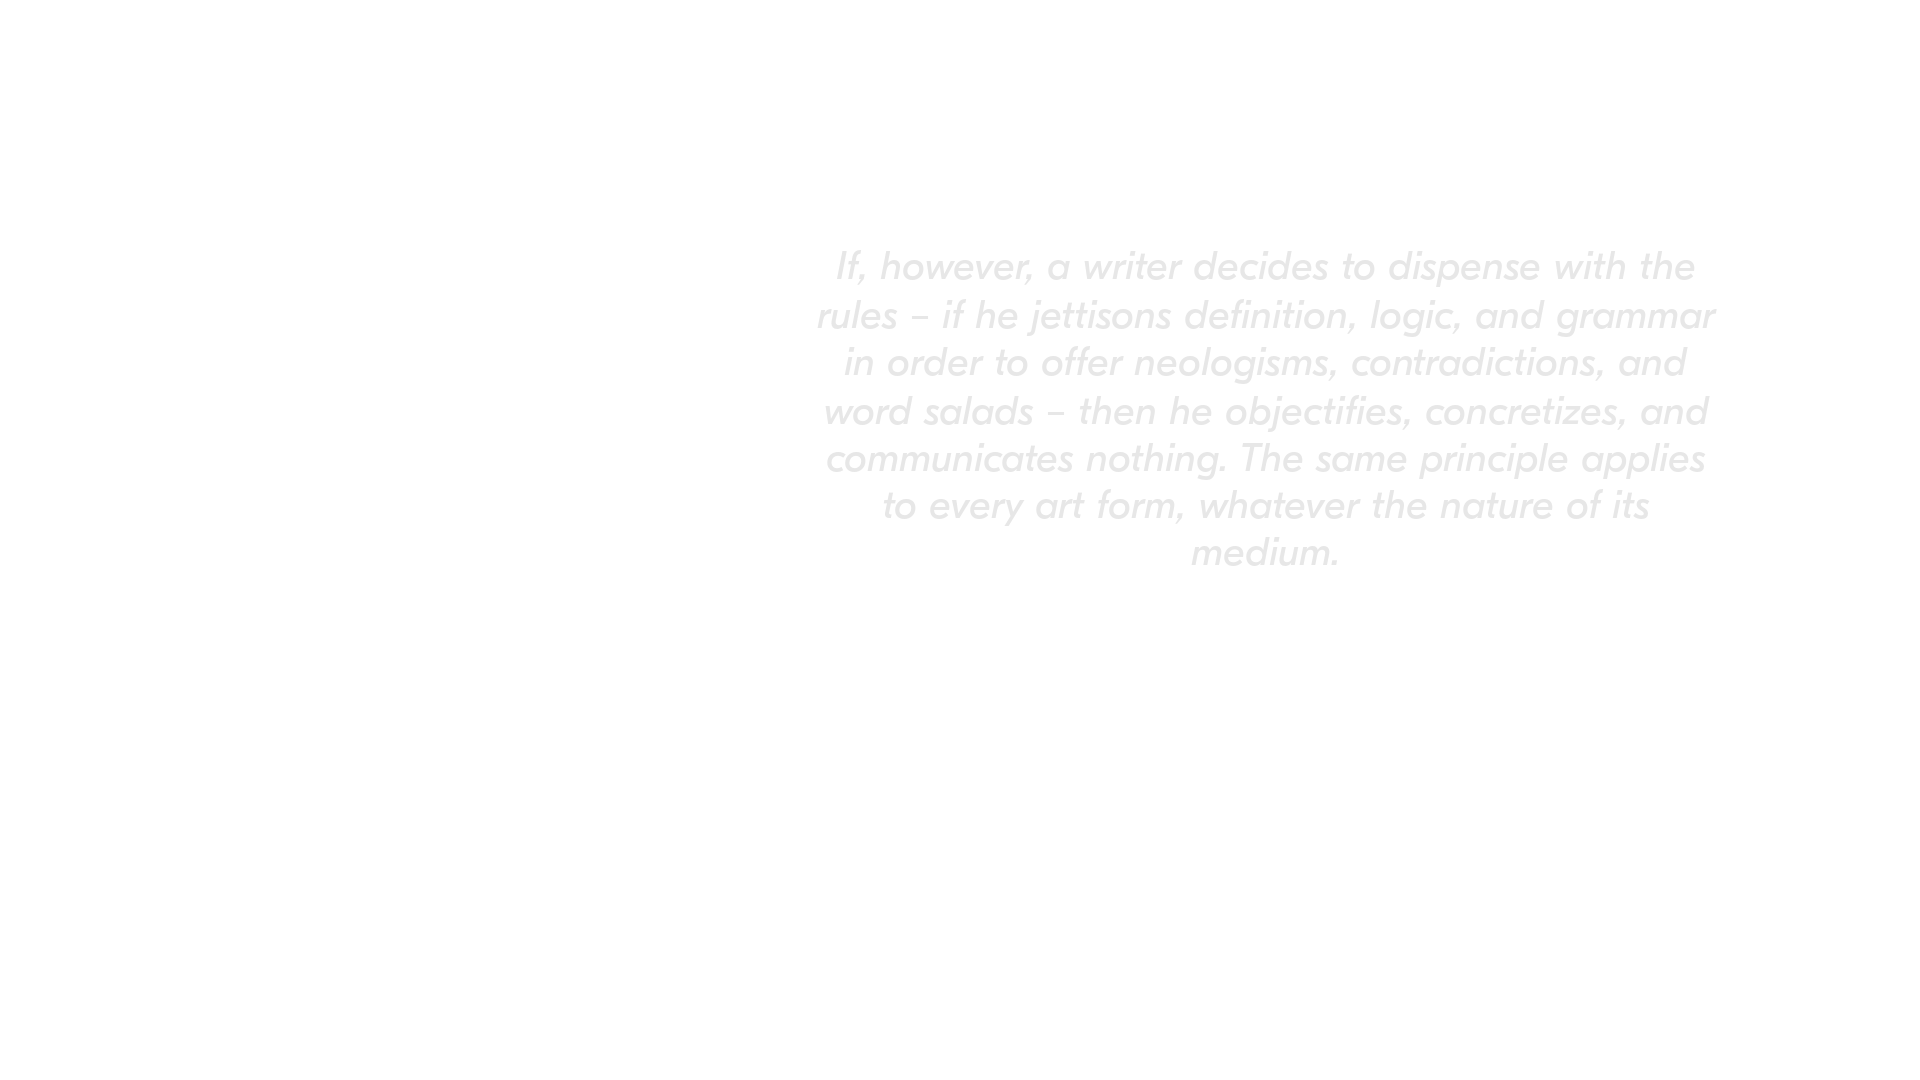 If, however, a writer decides to dispense with the
rules – if he jettisons definition, logic, and grammar
in order to offer neologisms, contradictions, and
word salads – then he objectifies, concretizes, and
communicates nothing. The same principle applies
to every art form, whatever the nature of its
medium.